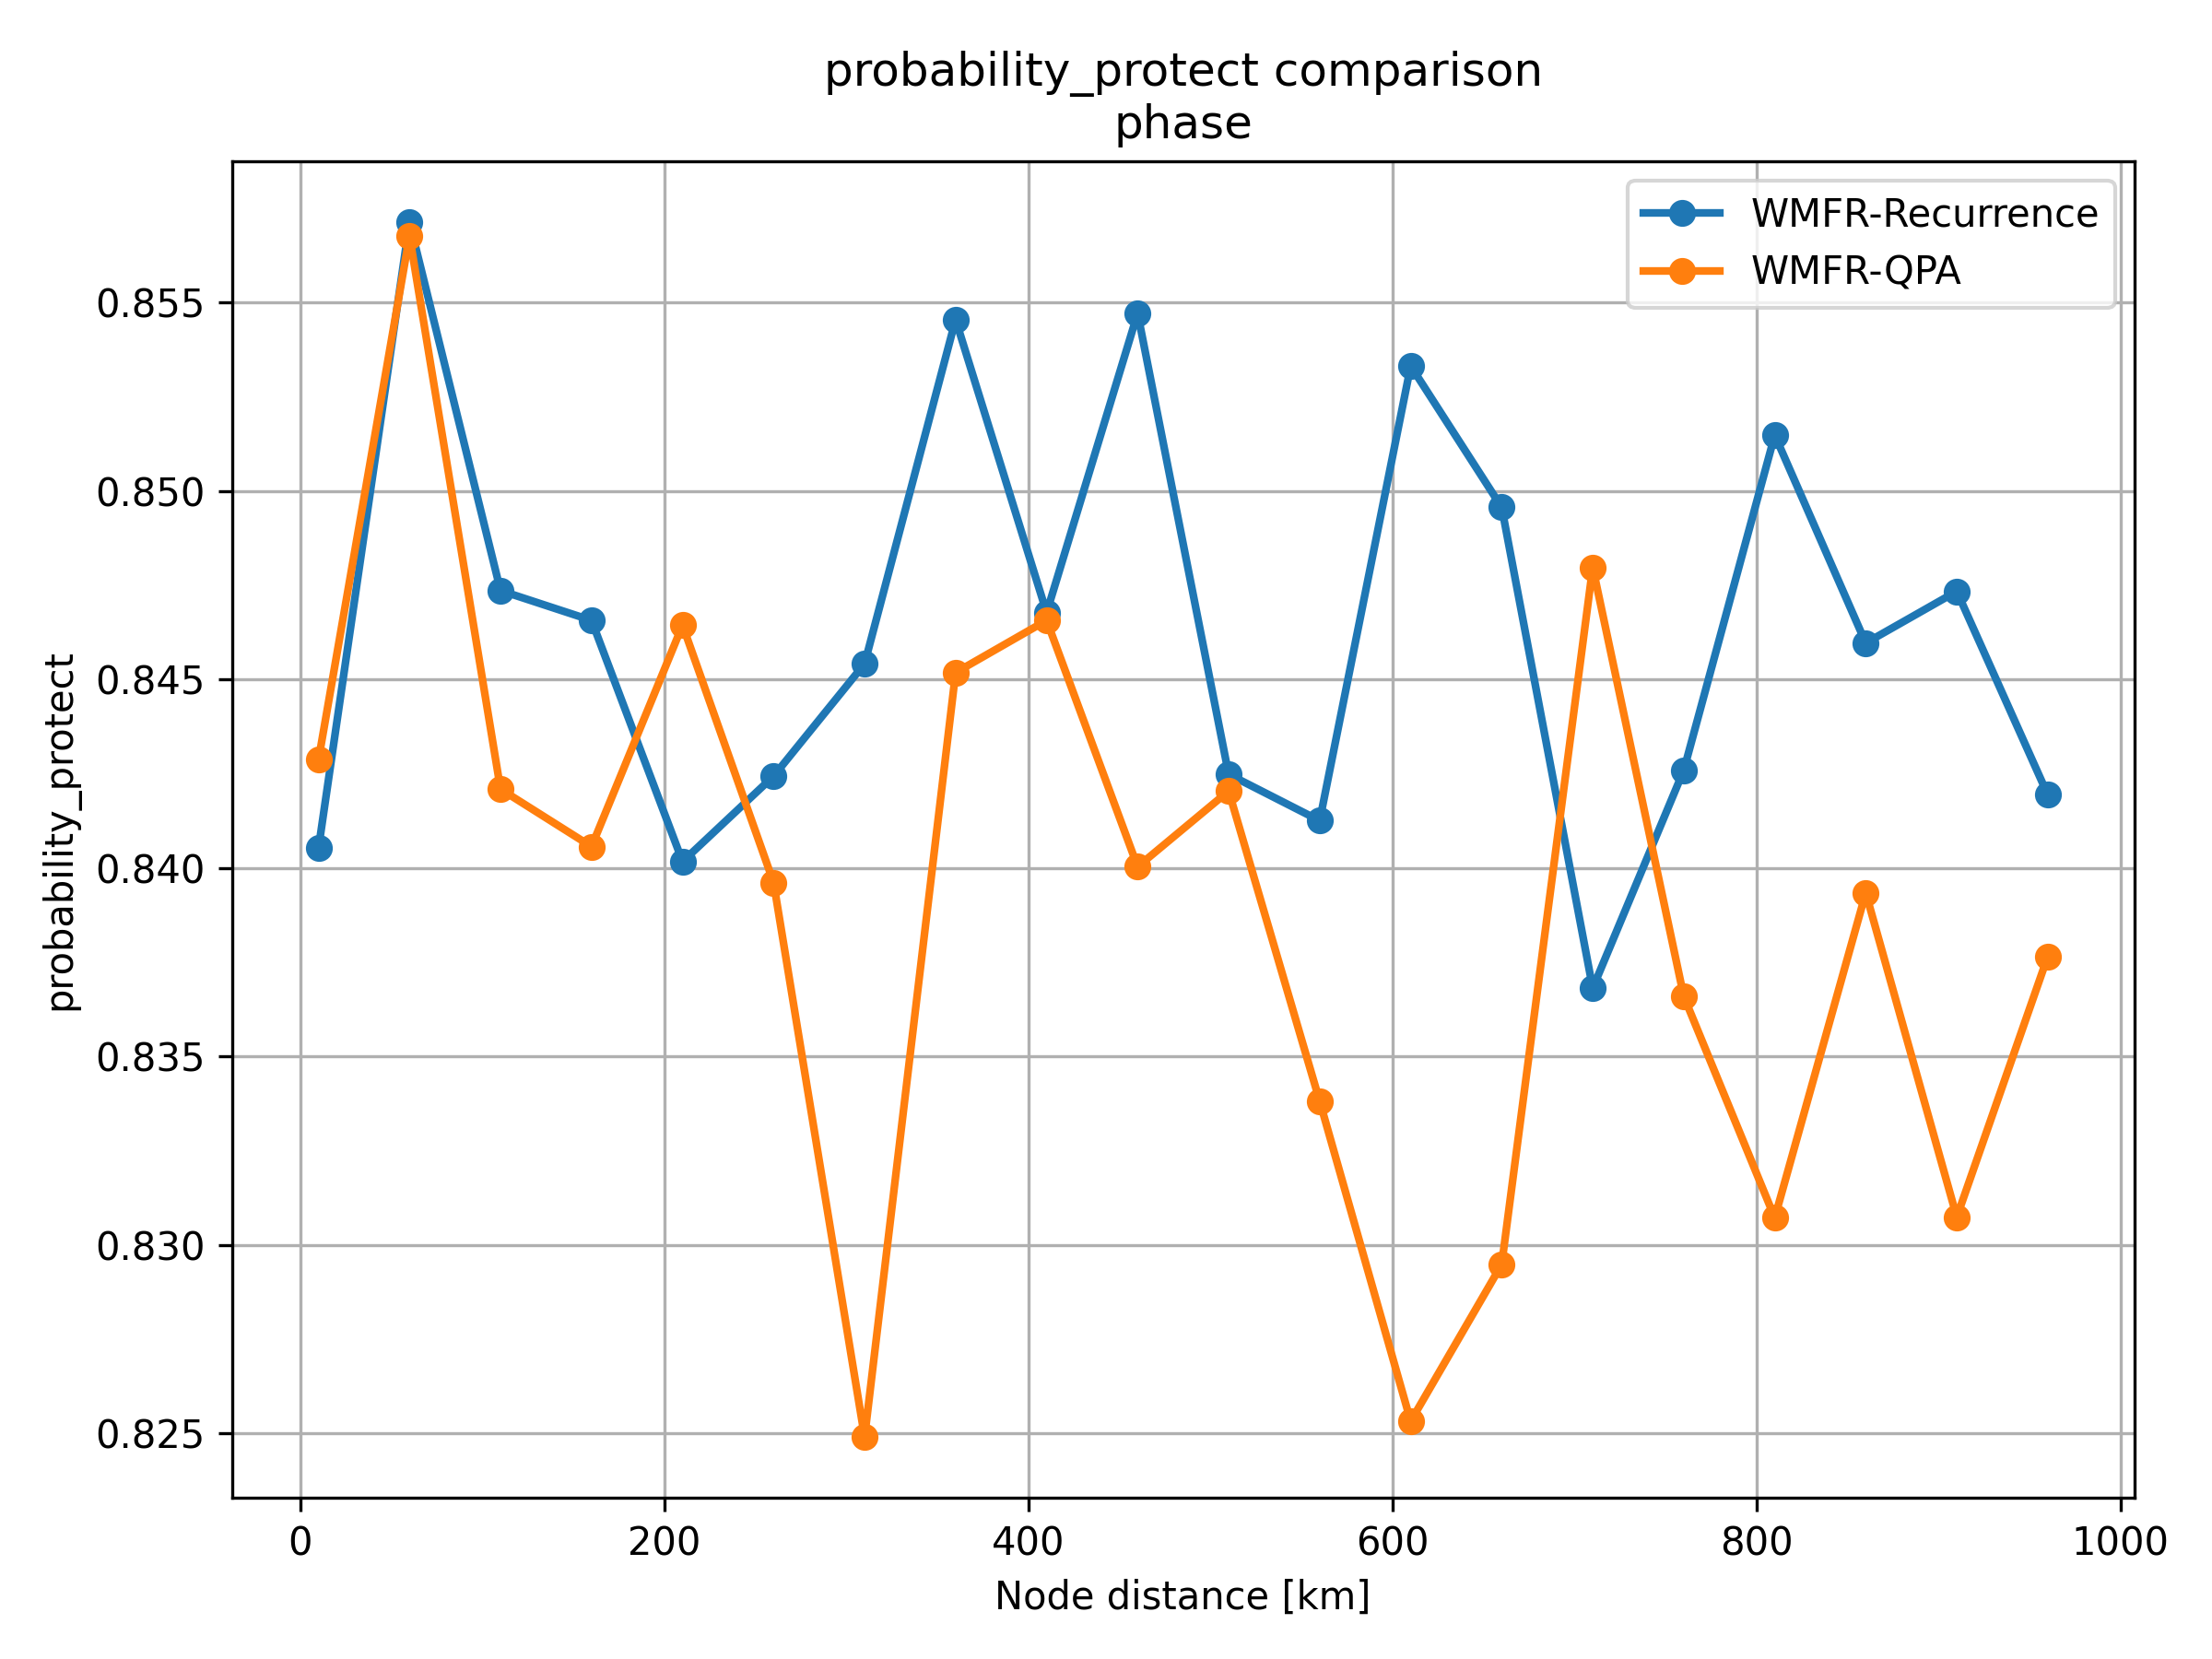 probability_protect comparison
phase
WMFR-Recurrence
WMFR-QPA
probability_protect
0.855
0.850
0.845
0.840
0.835
0.830
0.825
0 200 400 600 800 1000
Node distance [km]